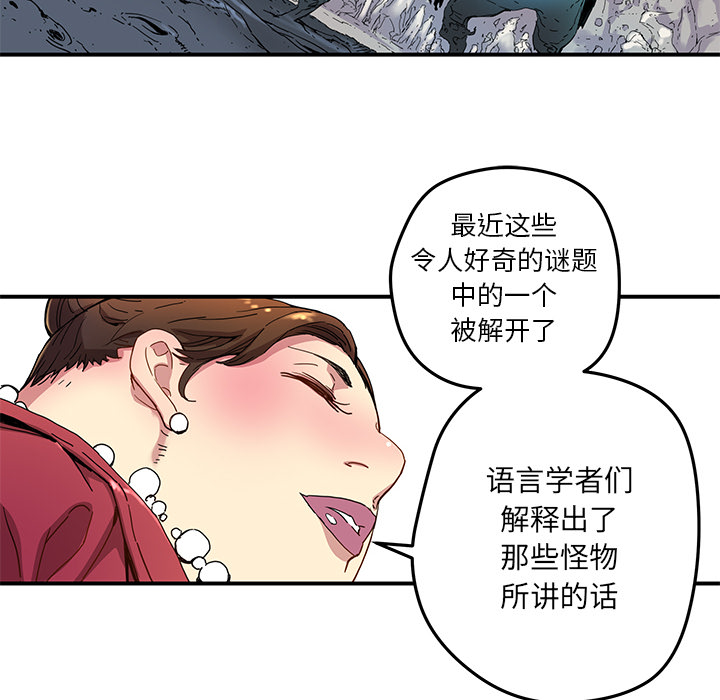 最近这些
令人好奇的谜题
中的一个
被解开了
语言学者们
解释出了
那些怪物
所讲的话